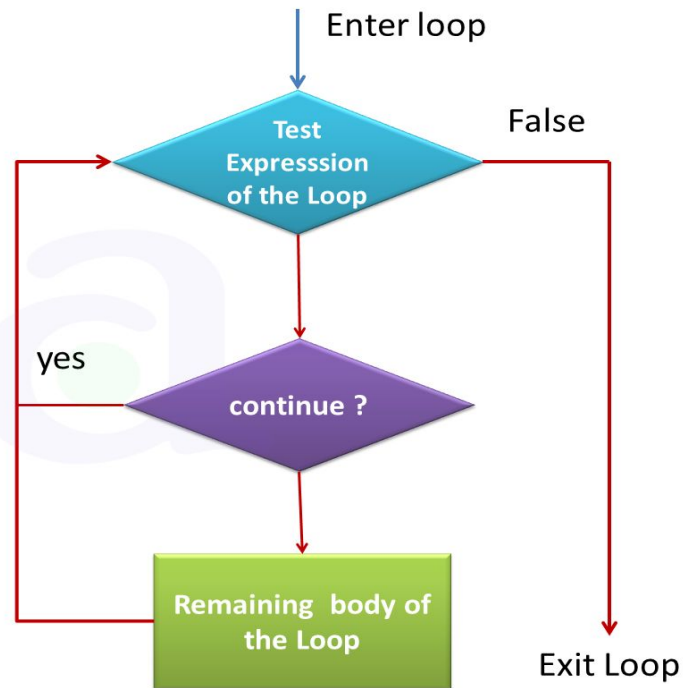 Enter loop
Test
Expresssion
of the Loop
False
yes
continue ?
Remaining body of
the Loop
Exit Loop